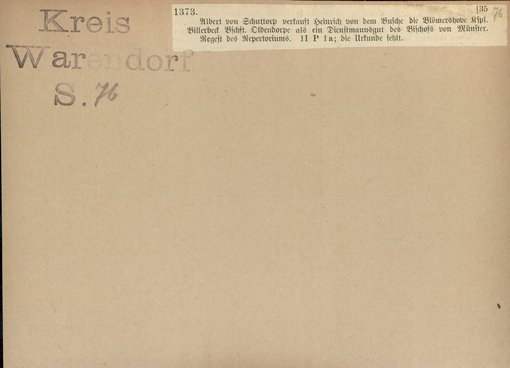 Kreis
Warendorf
S. 76
1373. [35
76
Albert von Schuttorp verkauft Heinrich von dem Busche die Blömershove Kspl.
Billerbeck Bschft. Oldendorpe als ein Dienstmannsgut des Bischofs von Münster.
Regest des Repertoriums. II P 1a; die Urkunde fehlt.